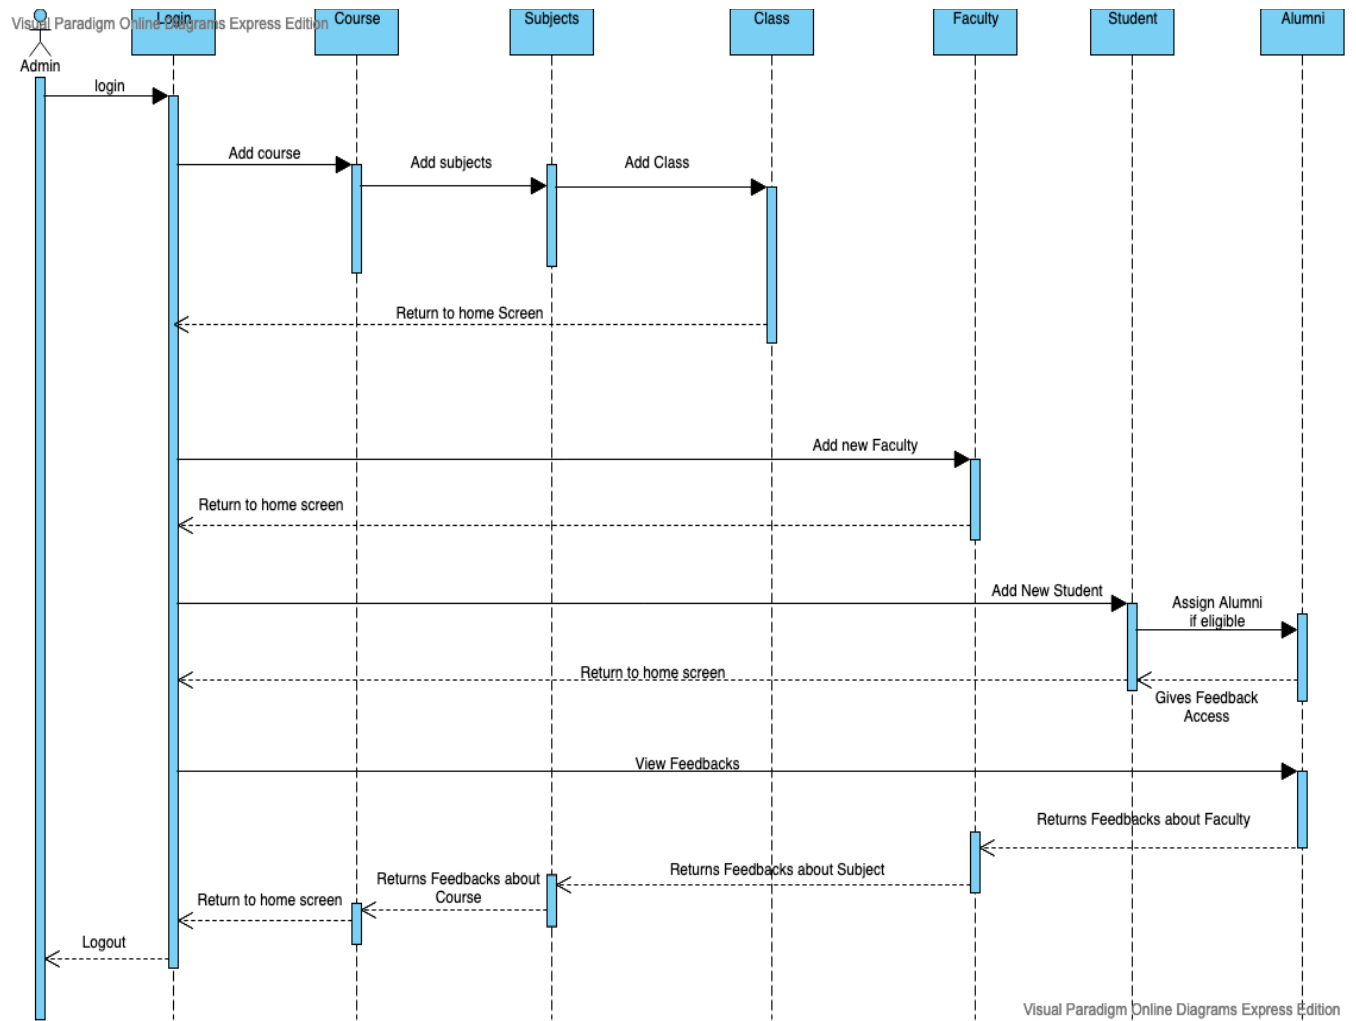 Visual Paradigm Online Diagrams Express Edition
Login
Course
Subjects
Class
Faculty
Student
Alumni
Admin
login
Add course
Add subjects
Add Class
Return to home Screen
Add new Faculty
Return to home screen
Add New Student
Assign Alumni
if eligible
Return to home screen
Gives Feedback
Access
View Feedbacks
Returns Feedbacks about Faculty
Returns Feedbacks about Subject
Returns Feedbacks about
Course
Return to home screen
Logout
Visual Paradigm Online Diagrams Express Edition